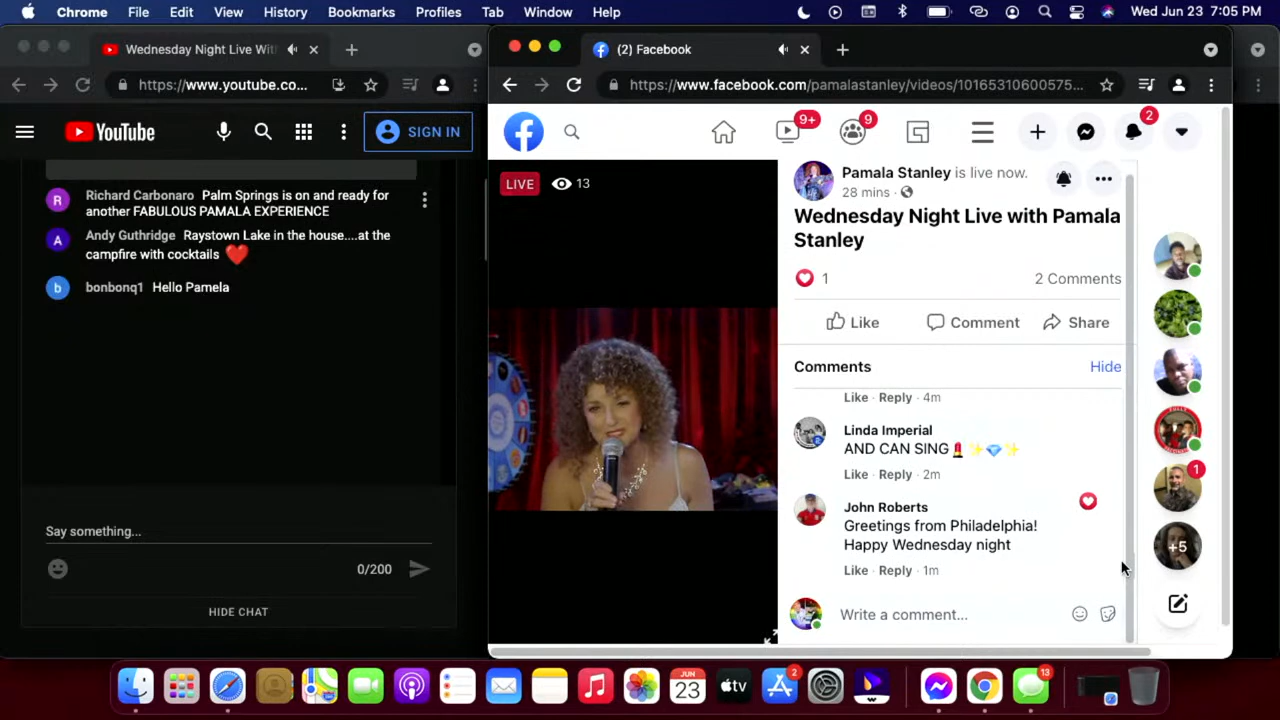 Chrome File Edit View History Bookmarks Profiles Tab Window Help
Wed Jun 23 7:05 PM
Wednesday Night Live With
https://www.youtube.co...
YouTube
SIGN IN
Richard Carbonaro Palm Springs is on and ready for
another FABULOUS PAMALA EXPERIENCE
Andy Guthridge Raystown Lake in the house....at the
campfire with cocktails ❤️
bonbonq1 Hello Pamela
Say something...
0/200
HIDE CHAT
(2) Facebook
https://www.facebook.com/pamalastanley/videos/10165310600575...
9+
9
2
LIVE 13
Pamala Stanley is live now.
28 mins
Wednesday Night Live with Pamala
Stanley
1
2 Comments
Like Comment Share
Comments
Hide
Like · Reply · 4m
Linda Imperial
AND CAN SING💄✨💎✨
Like · Reply · 2m
John Roberts
Greetings from Philadelphia!
Happy Wednesday night
Like · Reply · 1m
Write a comment...
1
+5
JUN
23
tv
2
13